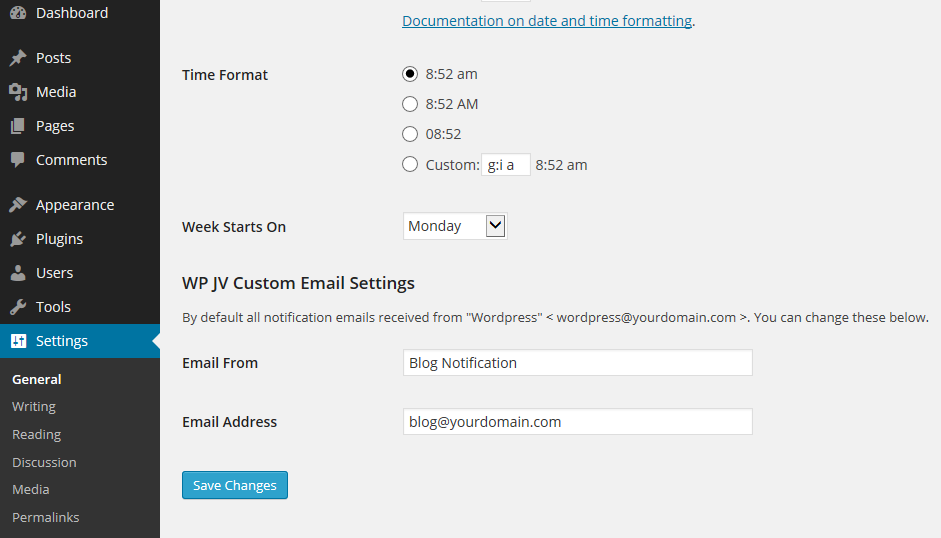 Dashboard
Posts
Media
Pages
Comments
Appearance
Plugins
Users
Tools
Settings
General
Writing
Reading
Discussion
Media
Permalinks
Documentation on date and time formatting.
Time Format
8:52 am
8:52 AM
08:52
Custom: g:i a 8:52 am
Week Starts On Monday
WP JV Custom Email Settings
By default all notification emails received from "Wordpress" < wordpress@yourdomain.com >. You can change these below.
Email From Blog Notification
Email Address blog@yourdomain.com
Save Changes